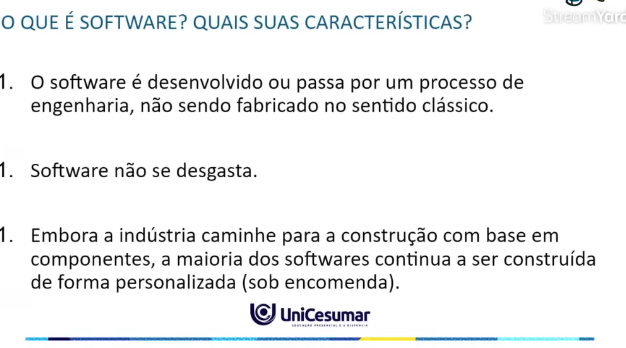 O QUE É SOFTWARE? QUAIS SUAS CARACTERÍSTICAS?
StreamYard
1. O software é desenvolvido ou passa por um processo de
engenharia, não sendo fabricado no sentido clássico.
1. Software não se desgasta.
1. Embora a indústria caminhe para a construção com base em
componentes, a maioria dos softwares continua a ser construída
de forma personalizada (sob encomenda).
UniCesumar
EDUCAÇÃO PRESENCIAL E A DISTÂNCIA